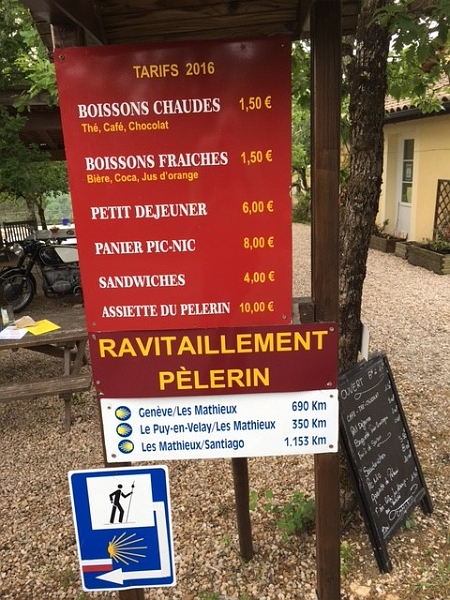 TARIFS 2016
BOISSONS CHAUDES 1,50 €
Thé, Café, Chocolat
BOISSONS FRAICHES 1,50 €
Bière, Coca, Jus d'orange
PETIT DEJEUNER 6,00 €
PANIER PIC-NIC 8,00 €
SANDWICHES 4,00 €
ASSIETTE DU PELERIN 10,00 €
RAVITAILLEMENT
PÈLERIN
Genève/Les Mathieux 690 Km
Le Puy-en-Velay/Les Mathieux 350 Km
Les Mathieux/Santiago 1.153 Km
OUVERT